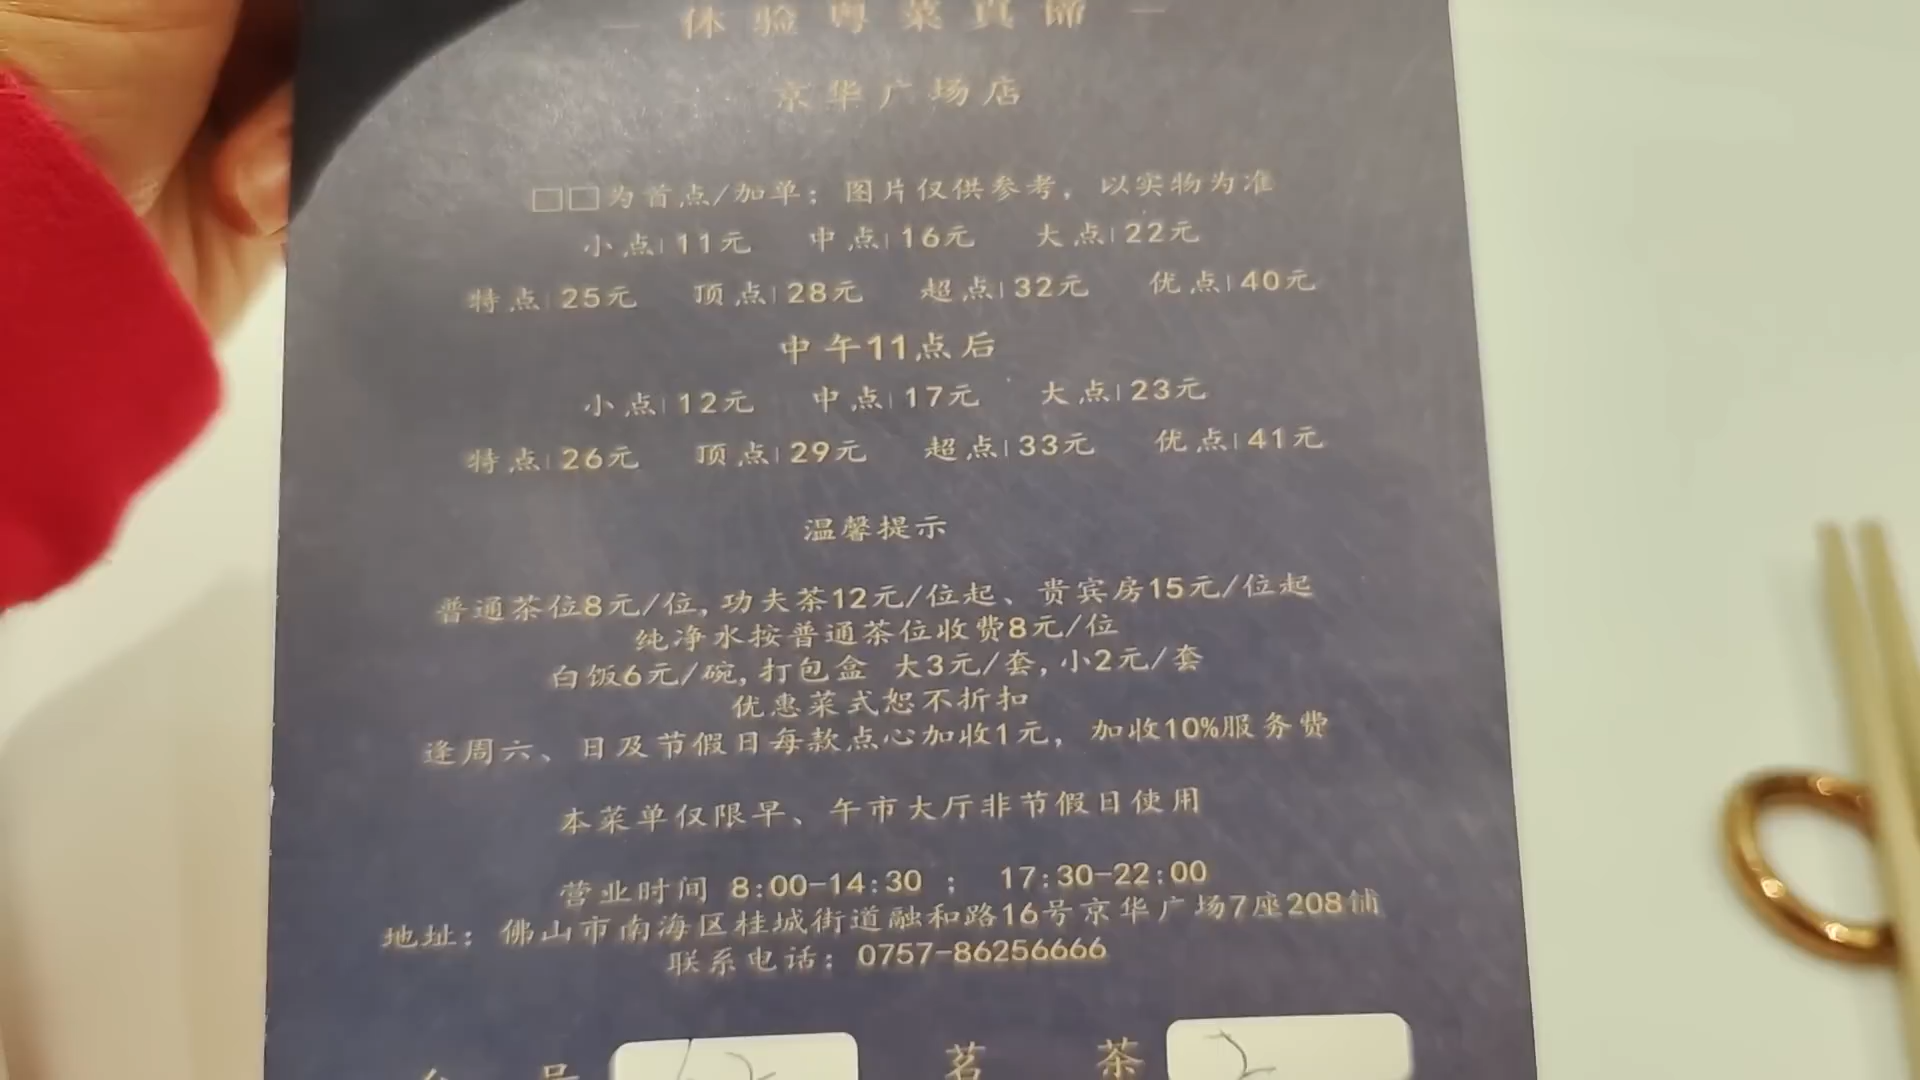 — 体验粤菜真谛 —
京华广场店
□□为首点/加单；图片仅供参考，以实物为准
小点|11元 中点|16元 大点|22元
特点|25元 顶点|28元 超点|32元 优点|40元
中午11点后
小点|12元 中点|17元 大点|23元
特点|26元 顶点|29元 超点|33元 优点|41元
温馨提示
普通茶位8元/位,功夫茶12元/位起、贵宾房15元/位起
纯净水按普通茶位收费8元/位
白饭6元/碗,打包盒 大3元/套,小2元/套
优惠菜式恕不折扣
逢周六、日及节假日每款点心加收1元，加收10%服务费
本菜单仅限早、午市大厅非节假日使用
营业时间 8:00-14:30 ； 17:30-22:00
地址：佛山市南海区桂城街道融和路16号京华广场7座208铺
联系电话：0757-86256666
茗 茶